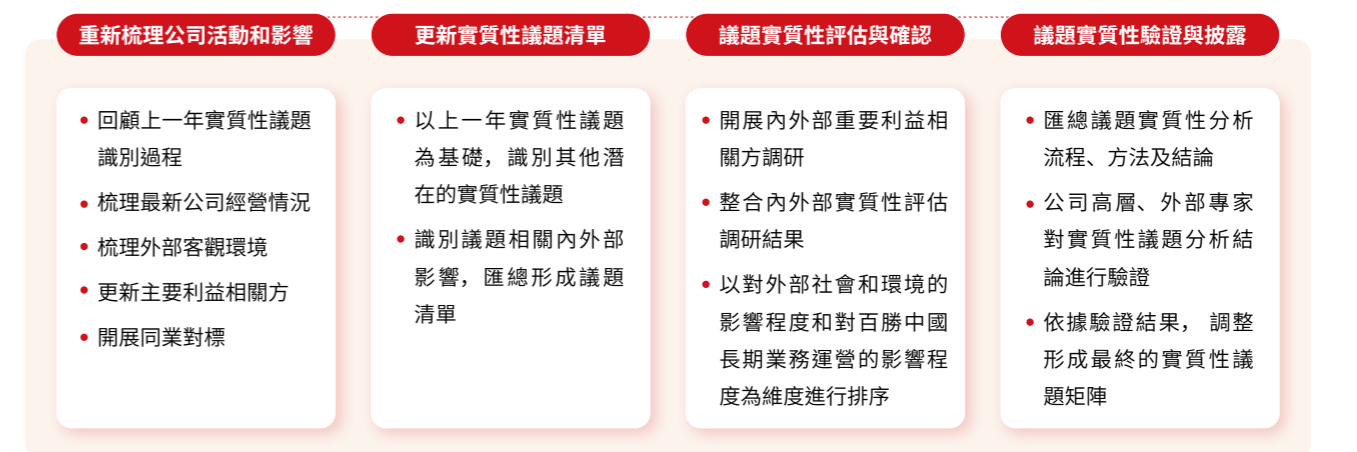 重新梳理公司活動和影響
回顧上一年實質性議題
識別過程
梳理最新公司經營情況
梳理外部客觀環境
更新主要利益相關方
開展同業對標
更新實質性議題清單
以上一年實質性議題
為基礎，識別其他潛
在的實質性議題
識別議題相關內外部
影響，匯總形成議題
清單
議題實質性評估與確認
開展內外部重要利益相
關方調研
整合內外部實質性評估
調研結果
以對外部社會和環境的
影響程度和對百勝中國
長期業務運營的影響程
度為維度進行排序
議題實質性驗證與披露
匯總議題實質性分析
流程、方法及結論
公司高層、外部專家
對實質性議題分析結
論進行驗證
依據驗證結果， 調整
形成最終的實質性議
題矩陣